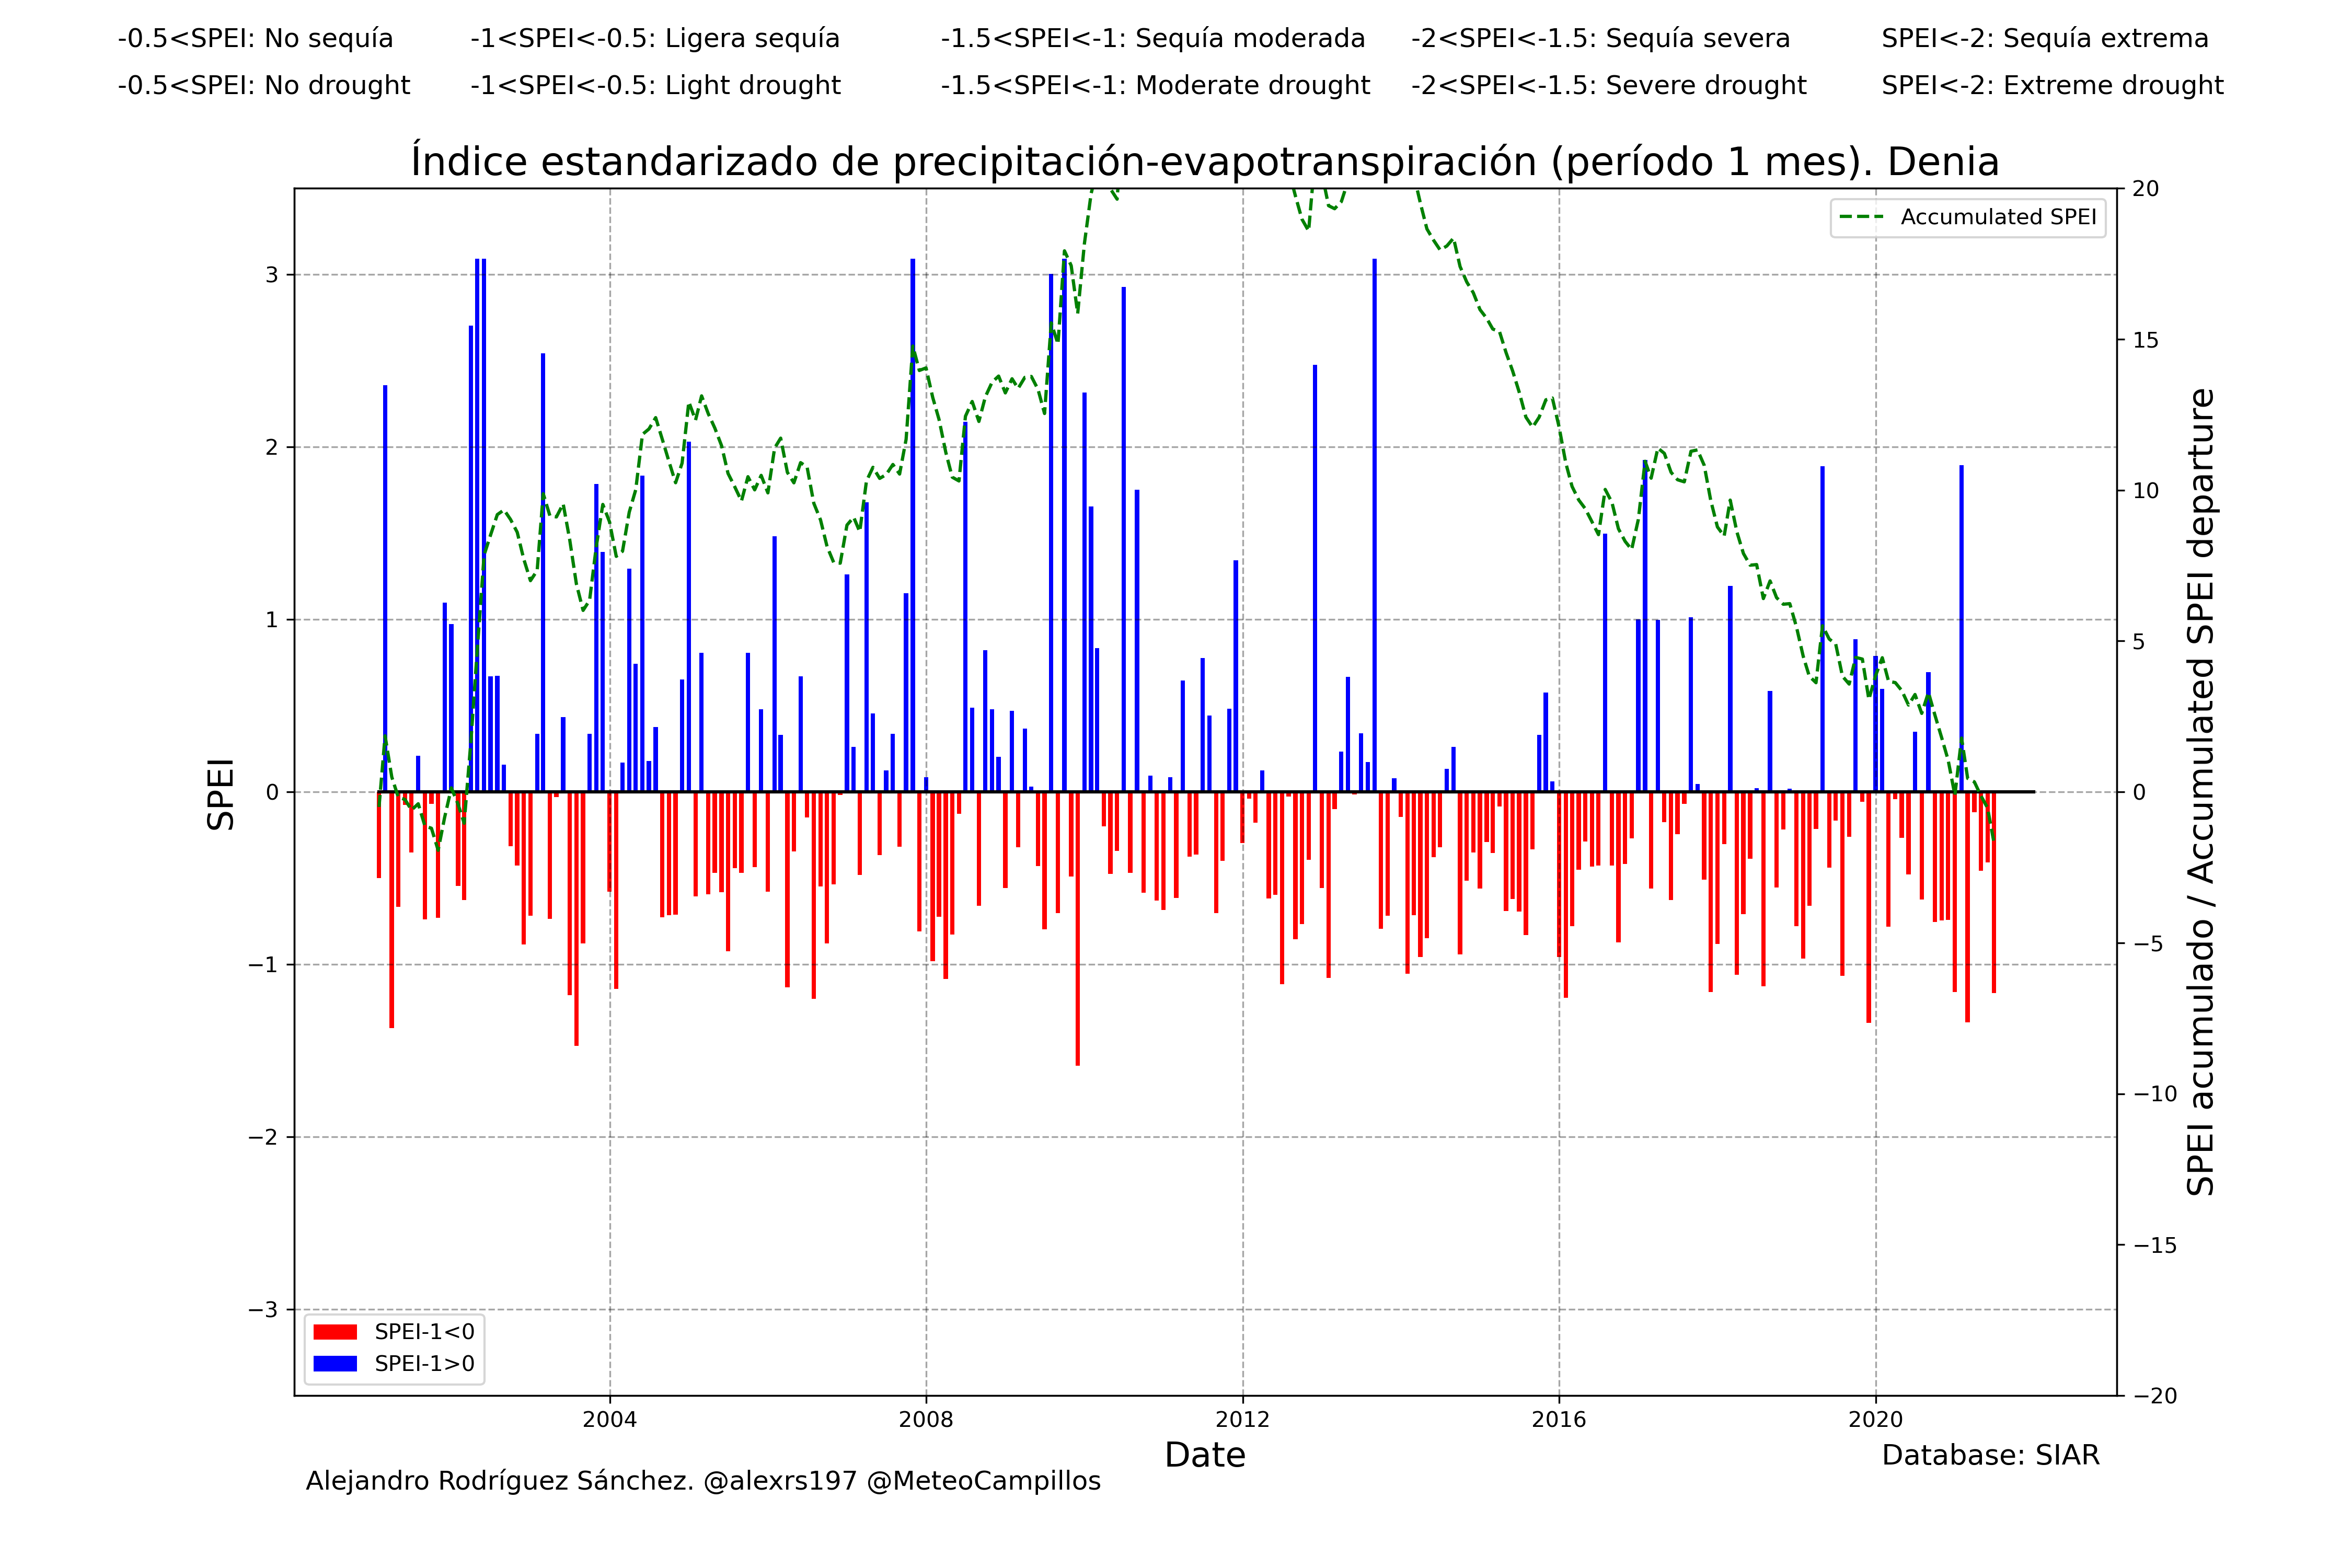 -0.5<SPEI: No sequía -1<SPEI<-0.5: Ligera sequía -1.5<SPEI<-1: Sequía moderada -2<SPEI<-1.5: Sequía severa SPEI<-2: Sequía extrema
-0.5<SPEI: No drought -1<SPEI<-0.5: Light drought -1.5<SPEI<-1: Moderate drought -2<SPEI<-1.5: Severe drought SPEI<-2: Extreme drought
Índice estandarizado de precipitación-evapotranspiración (período 1 mes). Denia
Accumulated SPEI
SPEI
3
2
1
0
−1
−2
−3
20
15
10
5
0
−5
−10
−15
−20
SPEI acumulado / Accumulated SPEI departure
SPEI-1<0
SPEI-1>0
2004 2008 2012 2016 2020
Date
Database: SIAR
Alejandro Rodríguez Sánchez. @alexrs197 @MeteoCampillos